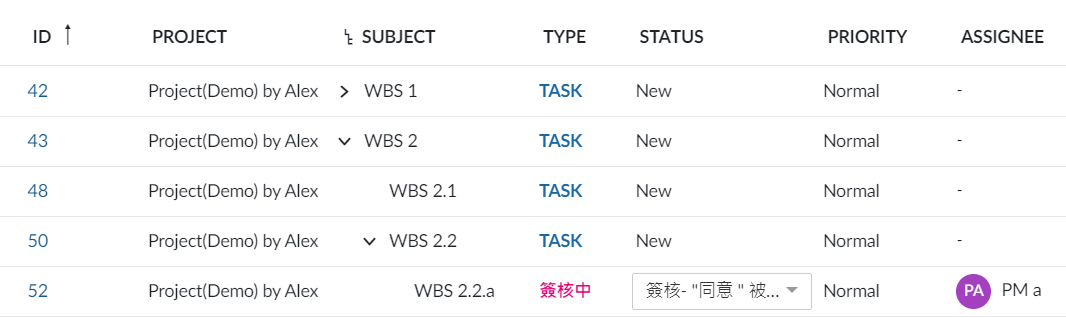 ID PROJECT SUBJECT TYPE STATUS PRIORITY ASSIGNEE
42 Project(Demo) by Alex WBS 1 TASK New Normal -
43 Project(Demo) by Alex WBS 2 TASK New Normal -
48 Project(Demo) by Alex WBS 2.1 TASK New Normal -
50 Project(Demo) by Alex WBS 2.2 TASK New Normal -
52 Project(Demo) by Alex WBS 2.2.a 簽核中 簽核- "同意 " 被... Normal PA PM a